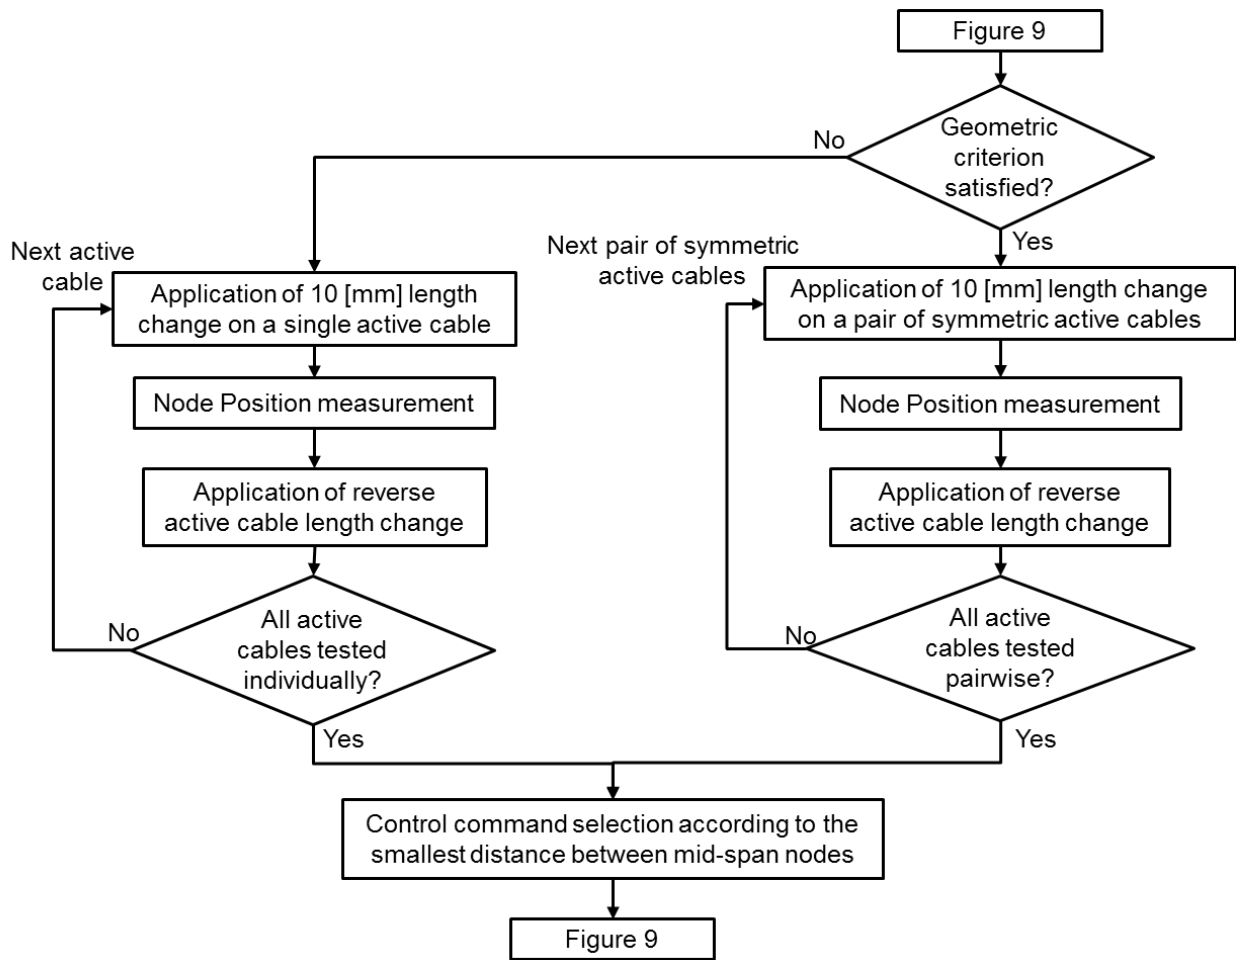 Figure 9
Geometric
criterion
satisfied?
No
Yes
Next active
cable
Application of 10 [mm] length
change on a single active cable
Node Position measurement
Application of reverse
active cable length change
All active
cables tested
individually?
No
Yes
Next pair of symmetric
active cables
Application of 10 [mm] length change
on a pair of symmetric active cables
Node Position measurement
Application of reverse
active cable length change
All active
cables tested
pairwise?
No
Yes
Control command selection according to the
smallest distance between mid-span nodes
Figure 9